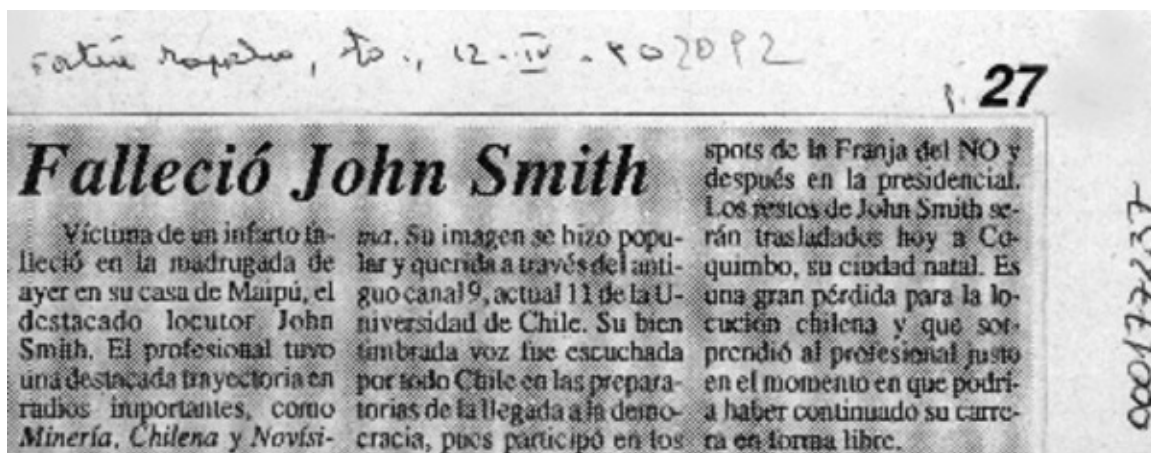 to., 12-IV-90 2092
p. 27
Falleció John Smith
Víctima de un infarto fa-
lleció en la madrugada de
ayer en su casa de Maipú, el
destacado locutor John
Smith. El profesional tuvo
una destacada trayectoria en
radios importantes, como
Minería, Chilena y Novísi-
ma. Su imagen se hizo popu-
lar y querida a través del anti-
guo canal 9, actual 11 de la U-
niversidad de Chile. Su bien
timbrada voz fue escuchada
por todo Chile en las prepara-
torias de la llegada a la demo-
cracia, pues participó en los
spots de la Franja del NO y
después en la presidencial.
Los restos de John Smith se-
rán trasladados hoy a Co-
quimbo, su ciudad natal. Es
una gran pérdida para la lo-
cución chilena y que sor-
prendió al profesional justo
en el momento en que podrí-
a haber continuado su carre-
ra en forma libre.
000177237